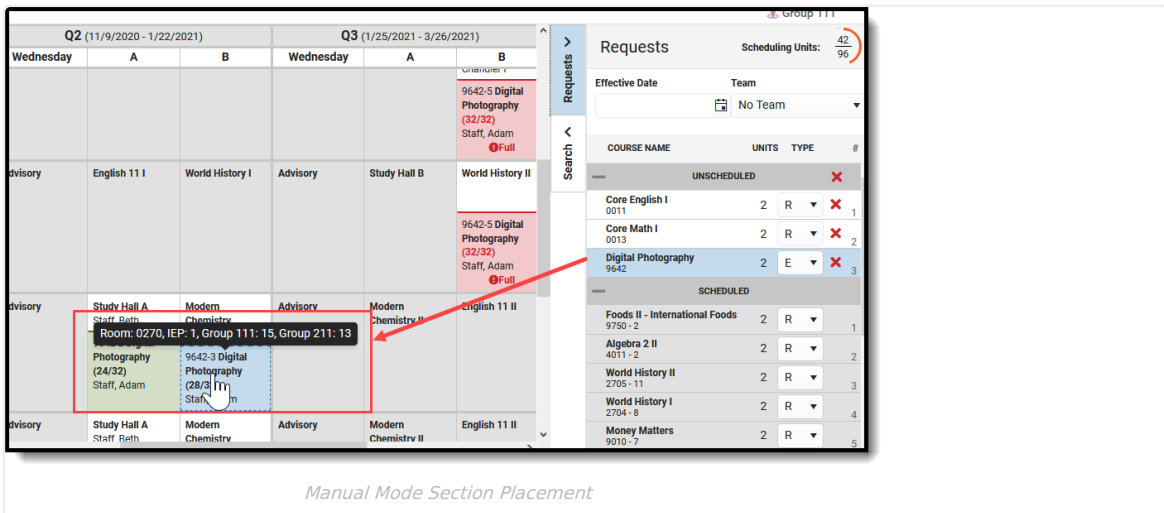 Group 111
Q2 (11/9/2020 - 1/22/2021)
Q3 (1/25/2021 - 3/26/2021)
Wednesday A B Wednesday A B
9642-5 Digital
Photography
(32/32)
Staff, Adam
Full
dvisory English 11 I World History I Advisory Study Hall B World History II
9642-5 Digital
Photography
(32/32)
Staff, Adam
Full
dvisory Study Hall A Modern Advisory Modern English 11 II
Staff, Beth Chemistry Chemistry II
Room: 0270, IEP: 1, Group 111: 15, Group 211: 13
Photography
(24/32)
Staff, Adam
9642-3 Digital
Photography
dvisory Study Hall A Modern Advisory Modern English 11 II
Staff, Beth Chemistry Chemistry II
Requests
Search
Requests Scheduling Units: 42
96
Effective Date Team
No Team
COURSE NAME UNITS TYPE #
UNSCHEDULED
Core English I 2 R
0011 1
Core Math I 2 R
0013 2
Digital Photography 2 E
9642 3
SCHEDULED
Foods II - International Foods 2 R
9750 - 2 1
Algebra 2 II 2 R
4011 - 2 2
World History II 2 R
2705 - 11 3
World History I 2 R
2704 - 8 4
Money Matters 2 R
9010 - 7 5
Manual Mode Section Placement